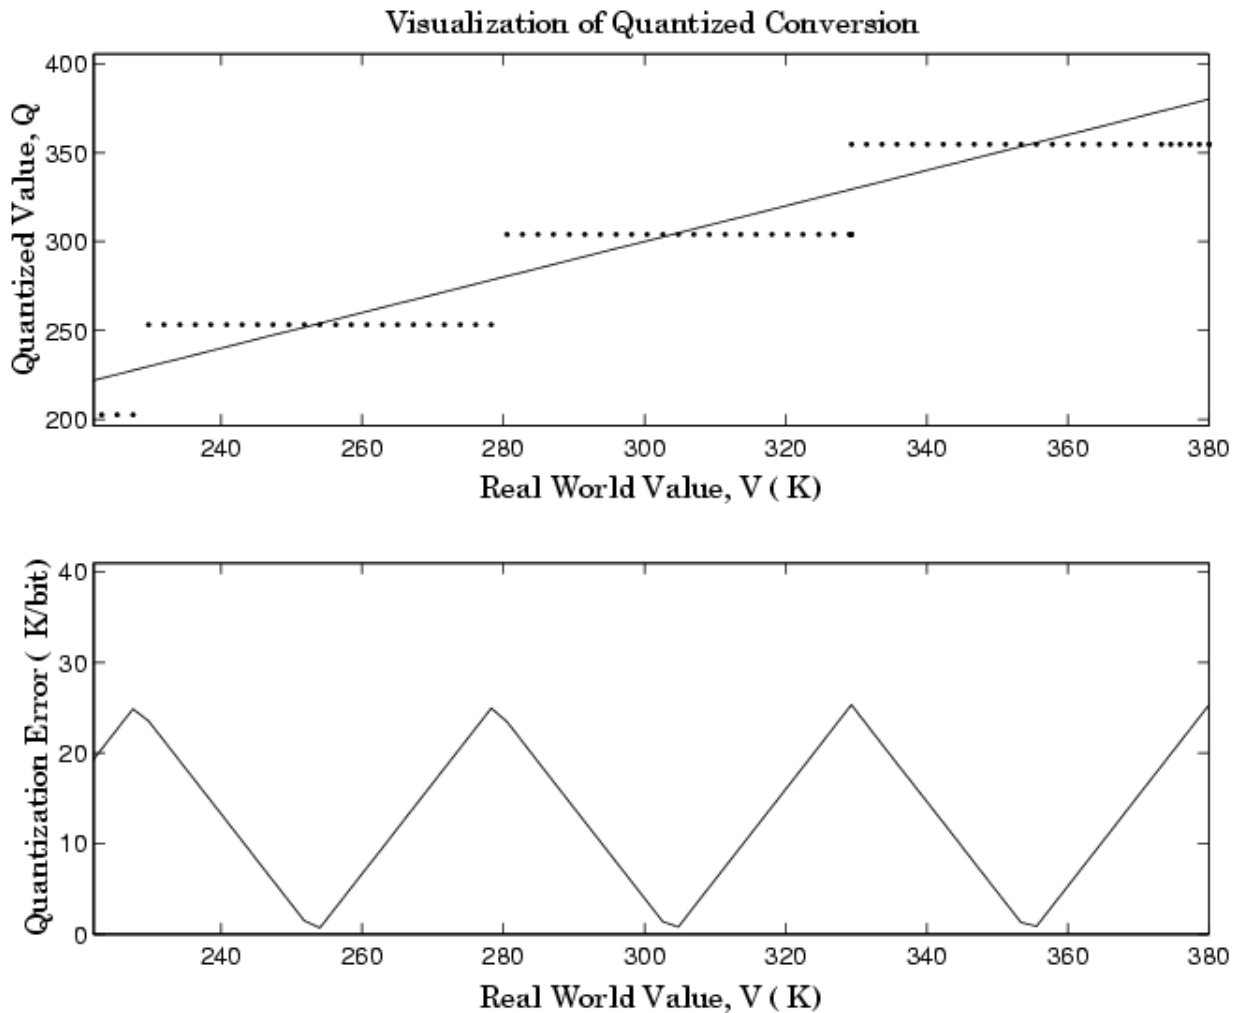 Visualization of Quantized Conversion
Quantized Value, Q
400
350
300
250
200
240 260 280 300 320 340 360 380
Real World Value, V ( K)
Quantization Error ( K/bit)
40
30
20
10
0
240 260 280 300 320 340 360 380
Real World Value, V ( K)